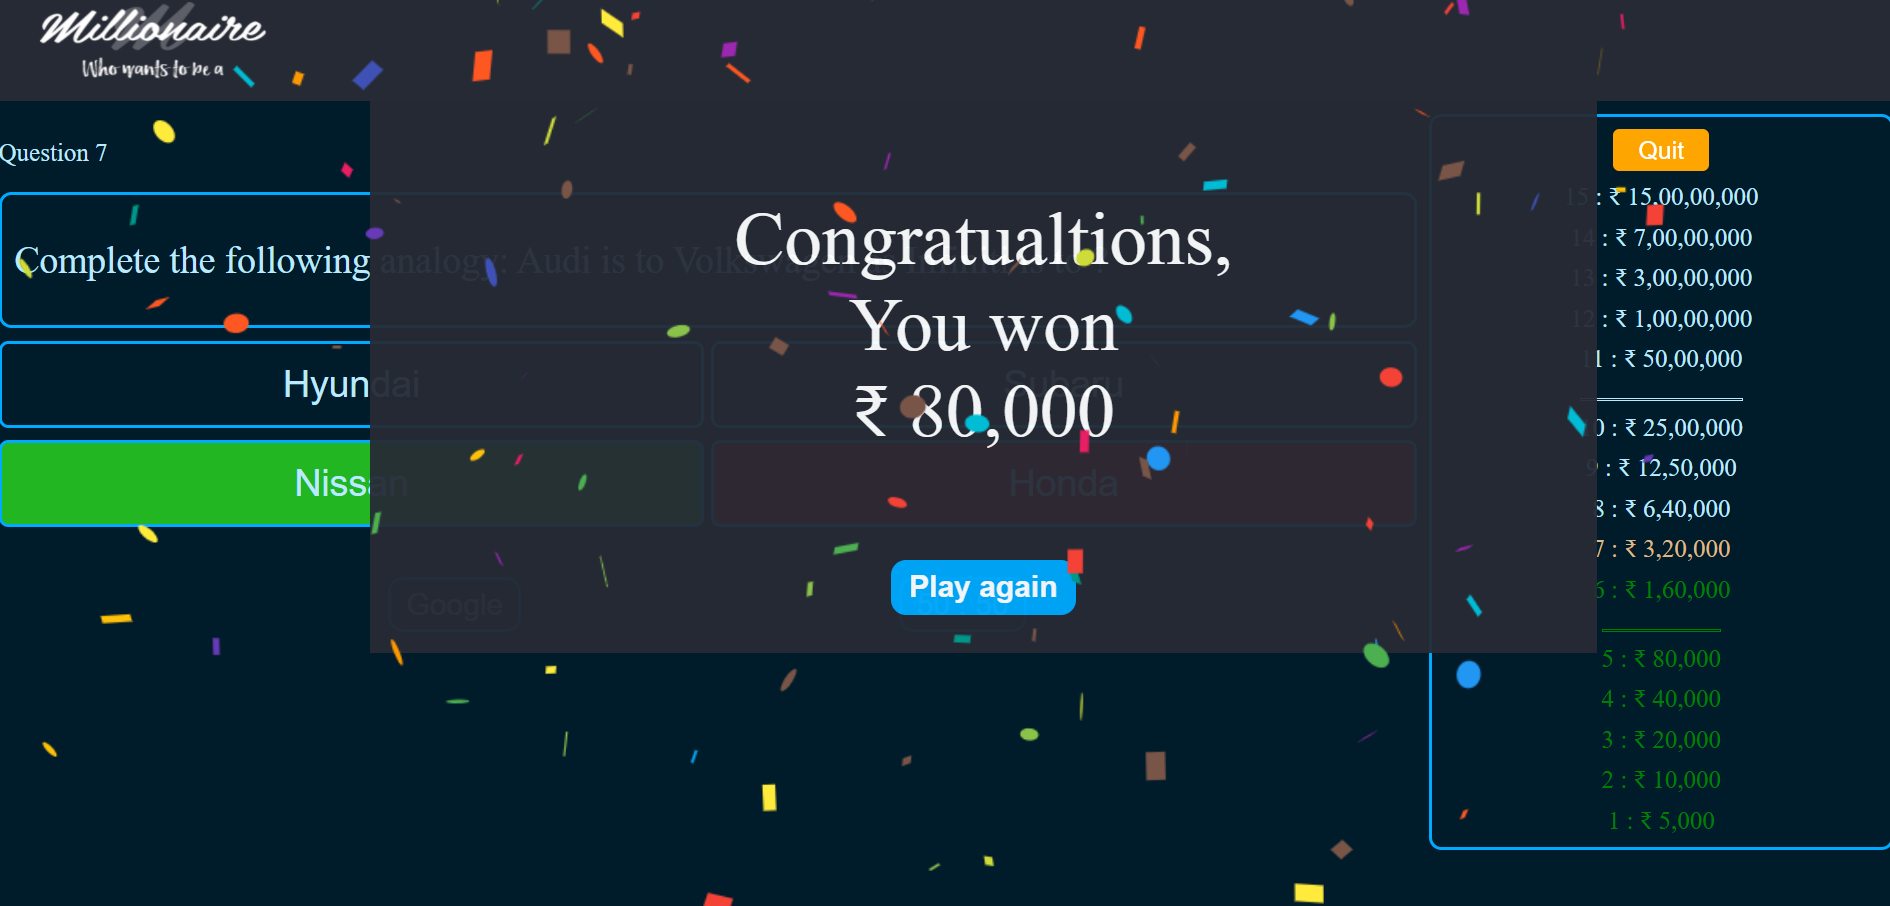 Millionaire
Who wants to be a
Question 7
Complete the following analogy: Audi is to Volkswagen as Infiniti is to ?
Hyundai
Subaru
Nissan
Honda
Google
Congratualtions,
You won
₹ 80,000
Play again
Quit
15 : ₹ 15,00,00,000
14 : ₹ 7,00,00,000
13 : ₹ 3,00,00,000
12 : ₹ 1,00,00,000
11 : ₹ 50,00,000
10 : ₹ 25,00,000
9 : ₹ 12,50,000
8 : ₹ 6,40,000
7 : ₹ 3,20,000
6 : ₹ 1,60,000
5 : ₹ 80,000
4 : ₹ 40,000
3 : ₹ 20,000
2 : ₹ 10,000
1 : ₹ 5,000